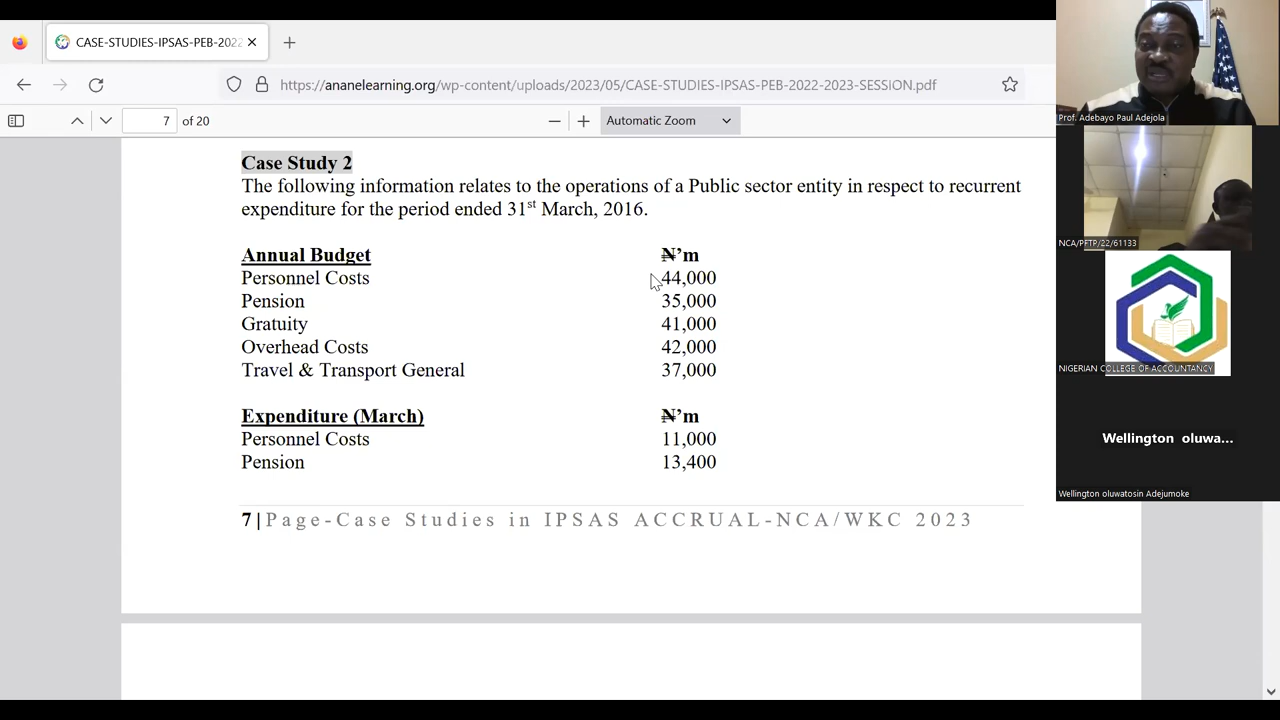 CASE-STUDIES-IPSAS-PEB-2022
https://ananelearning.org/wp-content/uploads/2023/05/CASE-STUDIES-IPSAS-PEB-2022-2023-SESSION.pdf
7 of 20
Automatic Zoom
Case Study 2
The following information relates to the operations of a Public sector entity in respect to recurrent
expenditure for the period ended 31st March, 2016.
Annual Budget ₦'m
Personnel Costs 44,000
Pension 35,000
Gratuity 41,000
Overhead Costs 42,000
Travel & Transport General 37,000
Expenditure (March) ₦'m
Personnel Costs 11,000
Pension 13,400
7|Page-Case Studies in IPSAS ACCRUAL-NCA/WKC 2023
Prof. Adebayo Paul Adejola
NCA/PFTP/22/61133
NIGERIAN COLLEGE OF ACCOUNTANCY
Wellington oluwa...
Wellington oluwatosin Adejumoke